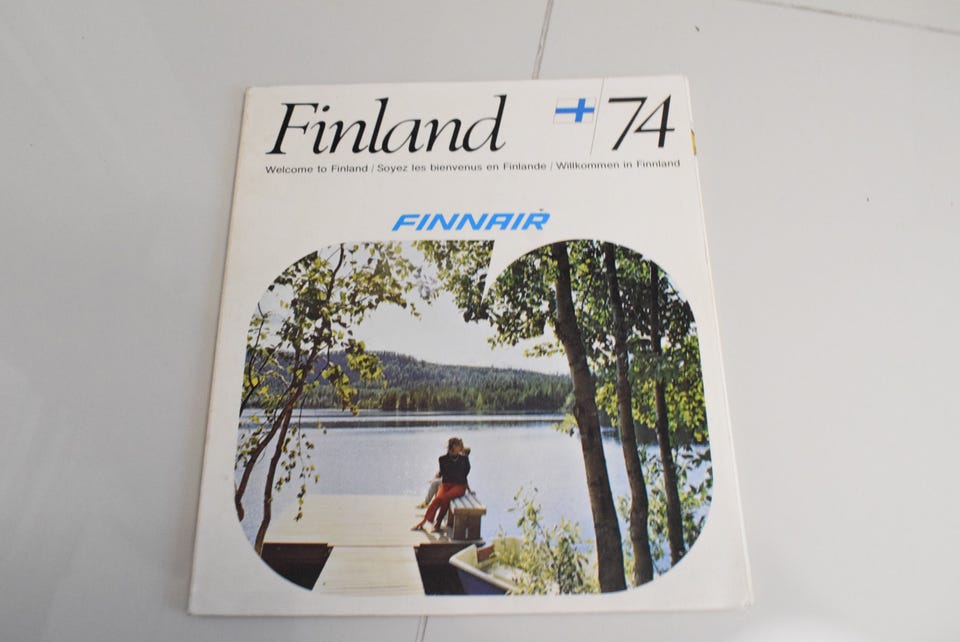 Finland /74
Welcome to Finland / Soyez les bienvenus en Finlande / Willkommen in Finnland
FINNAIR